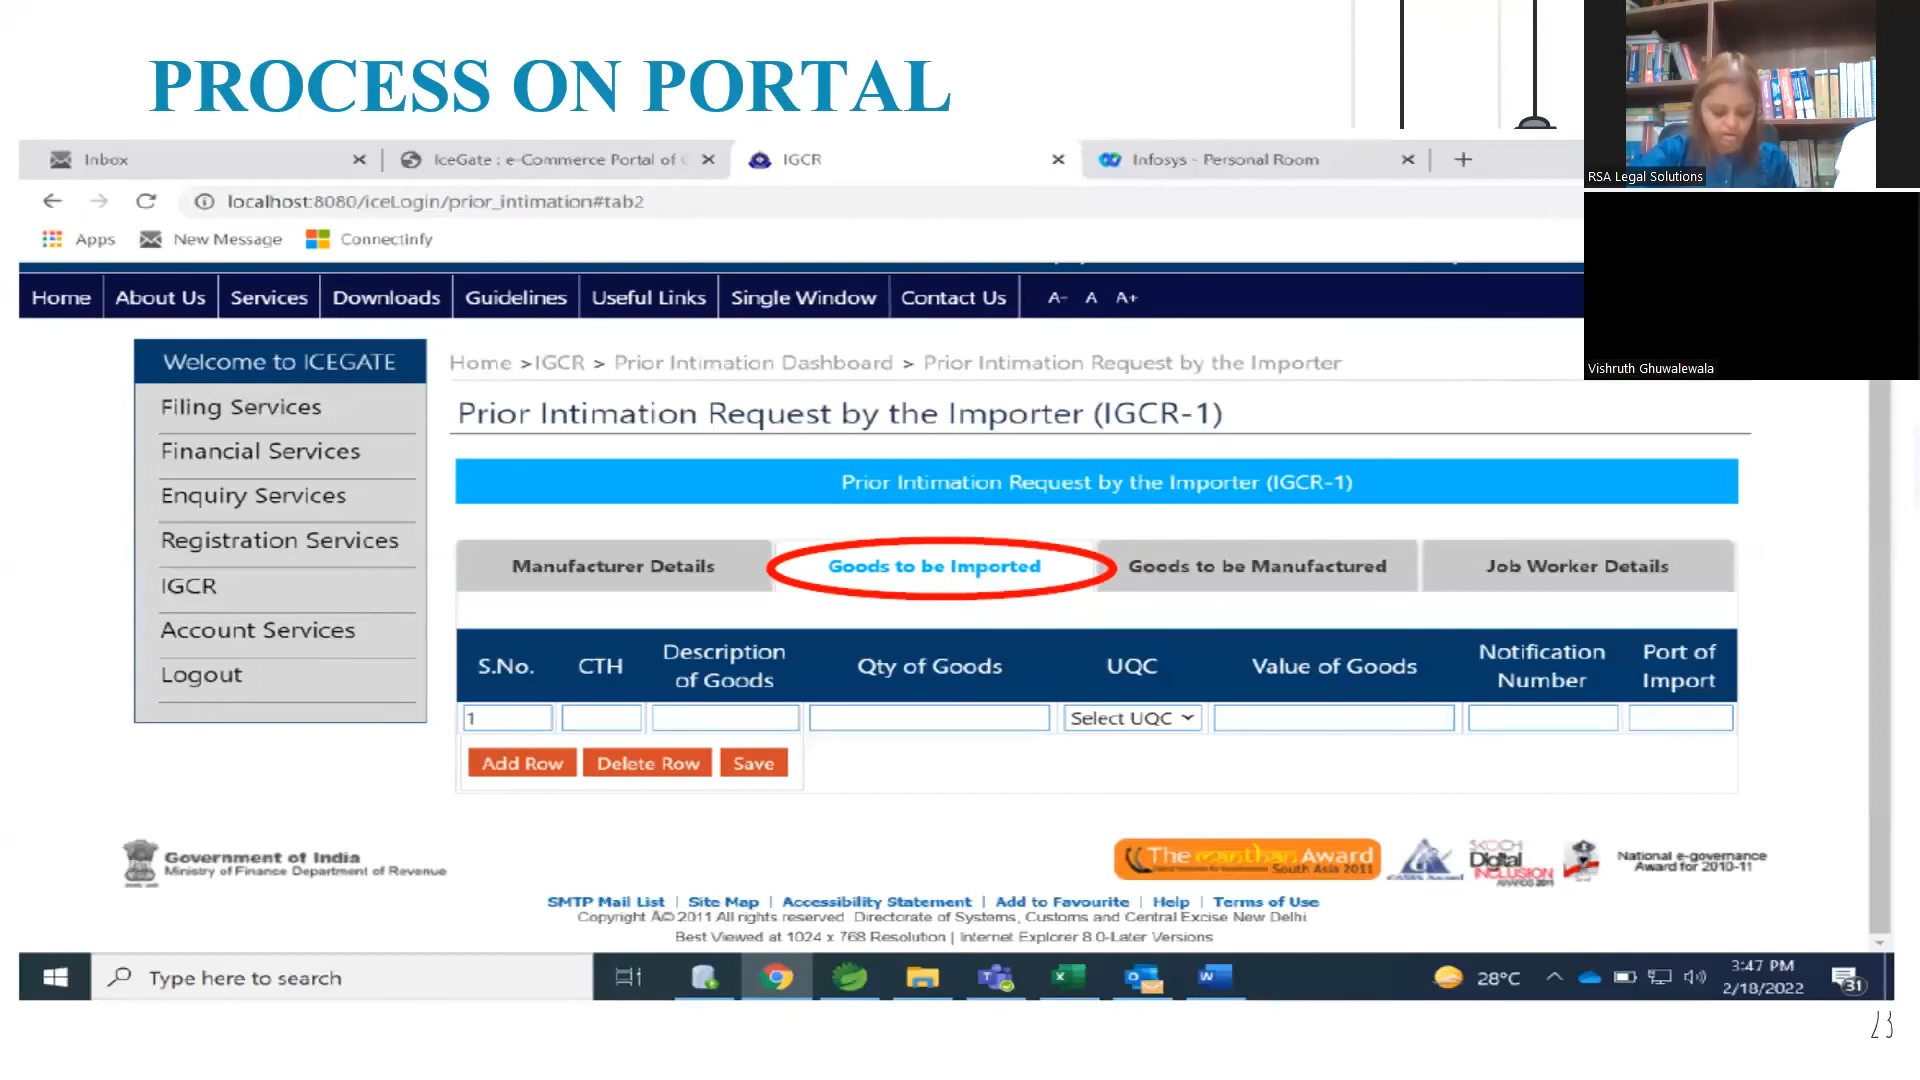 PROCESS ON PORTAL
RSA Legal Solutions
Vishruth Ghuwalewala
Inbox
IceGate : e-Commerce Portal of
IGCR
Infosys - Personal Room
localhost:8080/iceLogin/prior_intimation#tab2
Apps
New Message
Connectinfy
Home
About Us
Services
Downloads
Guidelines
Useful Links
Single Window
Contact Us
A- A A+
Welcome to ICEGATE
Filing Services
Financial Services
Enquiry Services
Registration Services
IGCR
Account Services
Logout
Home >IGCR > Prior Intimation Dashboard > Prior Intimation Request by the Importer
Prior Intimation Request by the Importer (IGCR-1)
Prior Intimation Request by the Importer (IGCR-1)
Manufacturer Details
Goods to be Imported
Goods to be Manufactured
Job Worker Details
S.No.
CTH
Description
of Goods
Qty of Goods
UQC
Value of Goods
Notification
Number
Port of
Import
1
Select UQC
Add Row
Delete Row
Save
Government of India
Ministry of Finance Department of Revenue
The manthan Award
South Asia 2011
SKOCH
Digital
INCLUSION
National e-governance
Award for 2010-11
SMTP Mail List | Site Map | Accessibility Statement | Add to Favourite | Help | Terms of Use
Copyright Â© 2011 All rights reserved. Directorate of Systems, Customs and Central Excise New Delhi
Best Viewed at 1024 x 768 Resolution | Internet Explorer 8.0-Later Versions
Type here to search
28°C
3:47 PM
2/18/2022
31
23